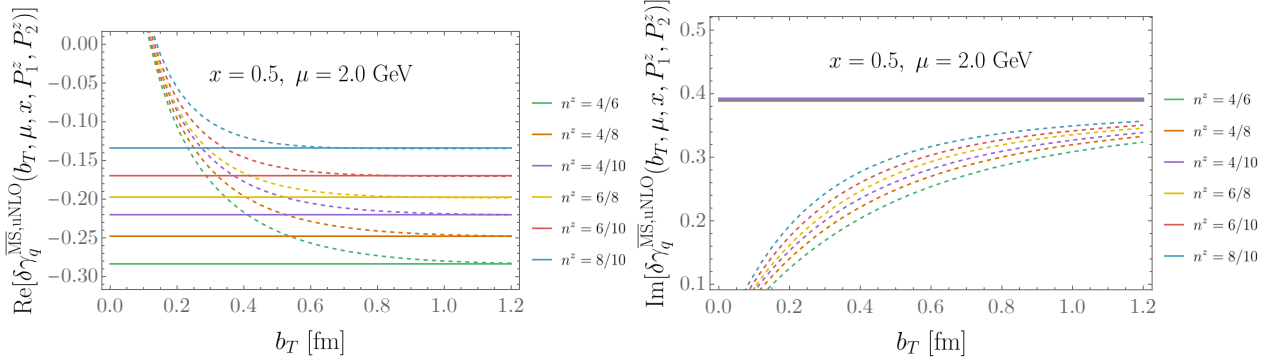 Re[δγ_q^{\overline{MS},uNLO}(b_T, μ, x, P_1^z, P_2^z)]
0.00
−0.05
−0.10
−0.15
−0.20
−0.25
−0.30
x = 0.5, μ = 2.0 GeV
0.0 0.2 0.4 0.6 0.8 1.0 1.2
b_T [fm]
n^z = 4/6
n^z = 4/8
n^z = 4/10
n^z = 6/8
n^z = 6/10
n^z = 8/10
Im[δγ_q^{\overline{MS},uNLO}(b_T, μ, x, P_1^z, P_2^z)]
0.5
0.4
0.3
0.2
0.1
x = 0.5, μ = 2.0 GeV
0.0 0.2 0.4 0.6 0.8 1.0 1.2
b_T [fm]
n^z = 4/6
n^z = 4/8
n^z = 4/10
n^z = 6/8
n^z = 6/10
n^z = 8/10